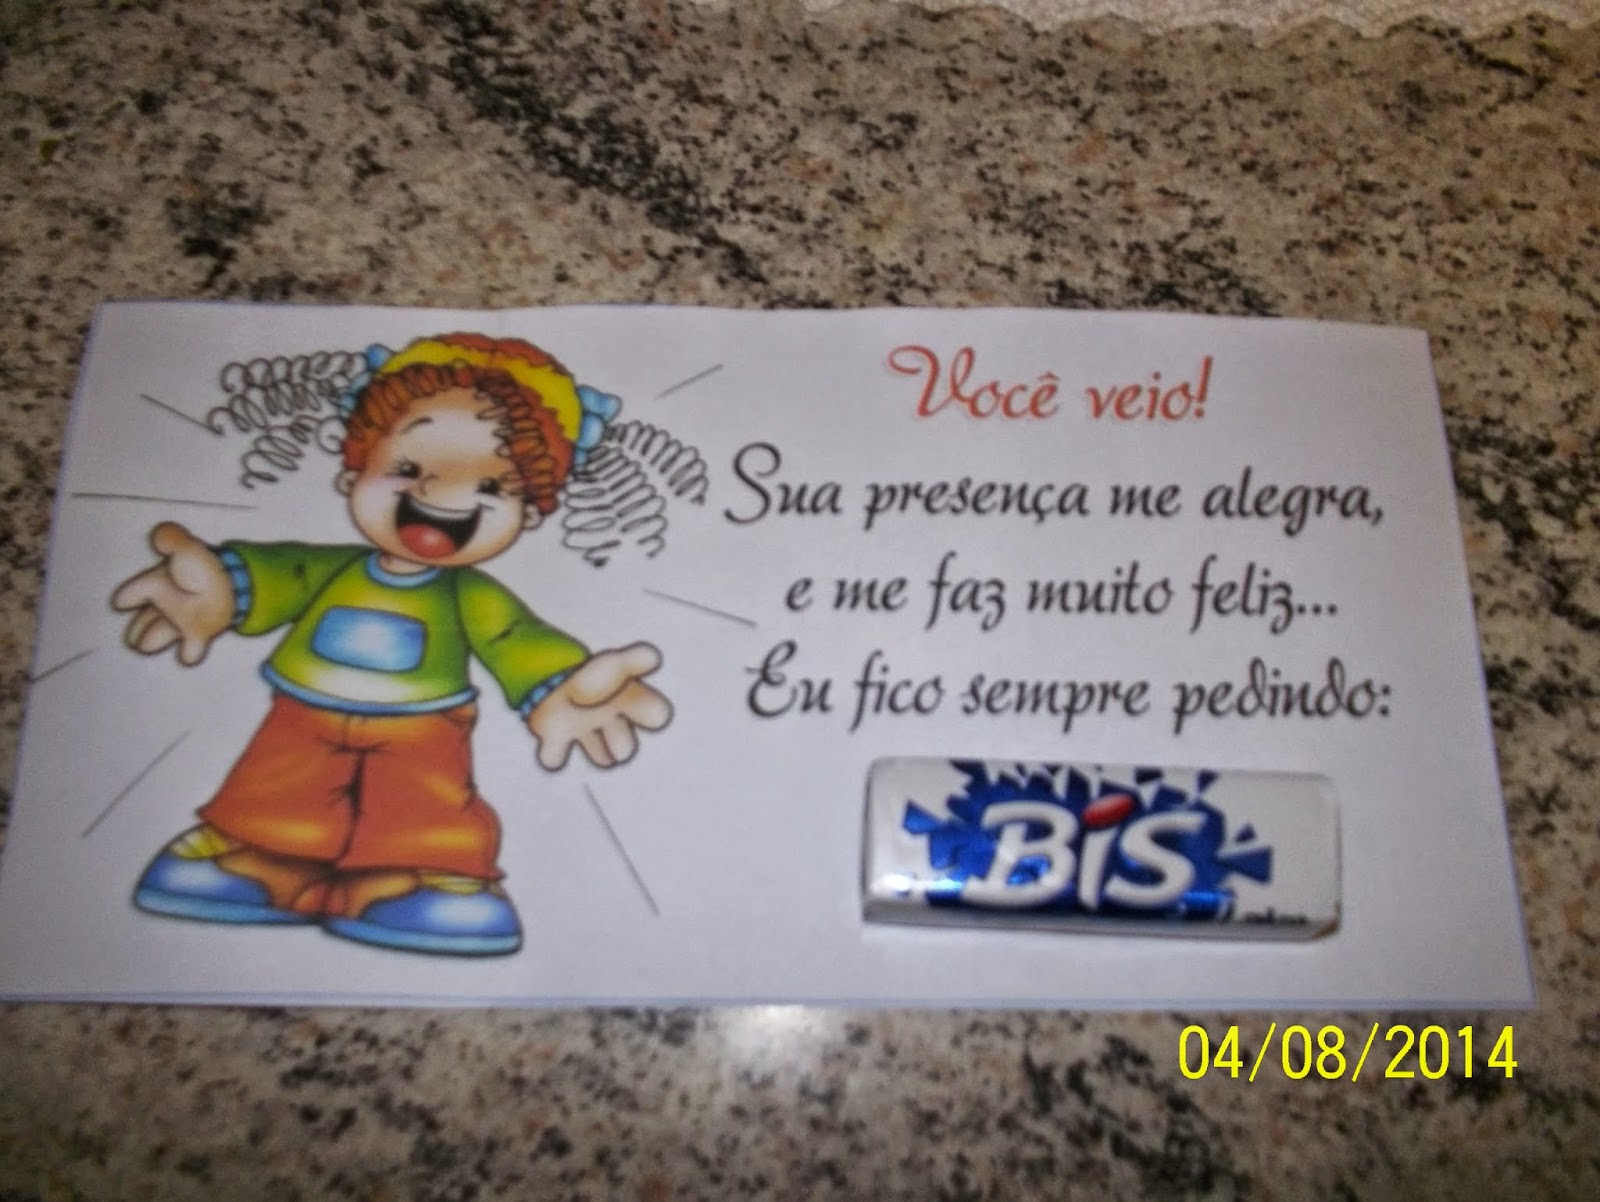 Você veio!
Sua presença me alegra,
e me faz muito feliz...
Eu fico sempre pedindo:
Bis
04/08/2014